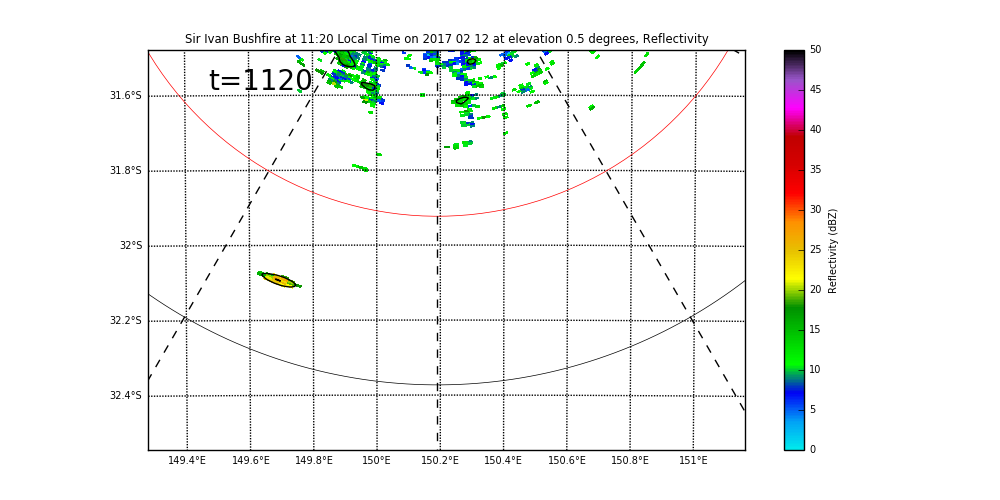 Sir Ivan Bushfire at 11:20 Local Time on 2017 02 12 at elevation 0.5 degrees, Reflectivity
t=1120
31.6°S
31.8°S
32°S
32.2°S
32.4°S
149.4°E 149.6°E 149.8°E 150°E 150.2°E 150.4°E 150.6°E 150.8°E 151°E
50
45
40
35
30
25
20
15
10
5
0
Reflectivity (dBZ)